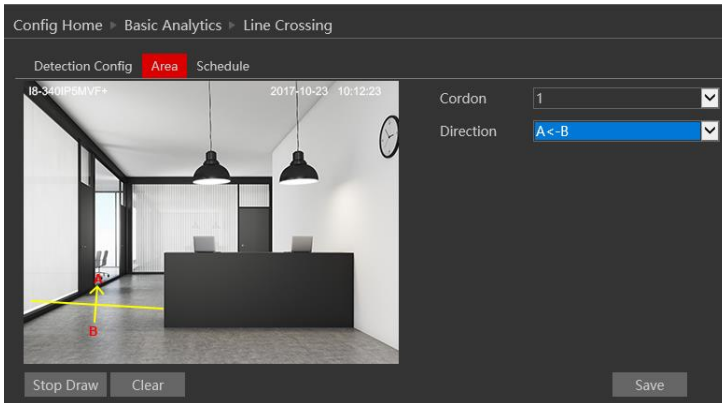 Config Home ▸ Basic Analytics ▸ Line Crossing
Detection Config Area Schedule
I8-340IP5MVF+ 2017-10-23 10:12:23
Cordon 1
Direction A<-B
A
B
Stop Draw Clear Save